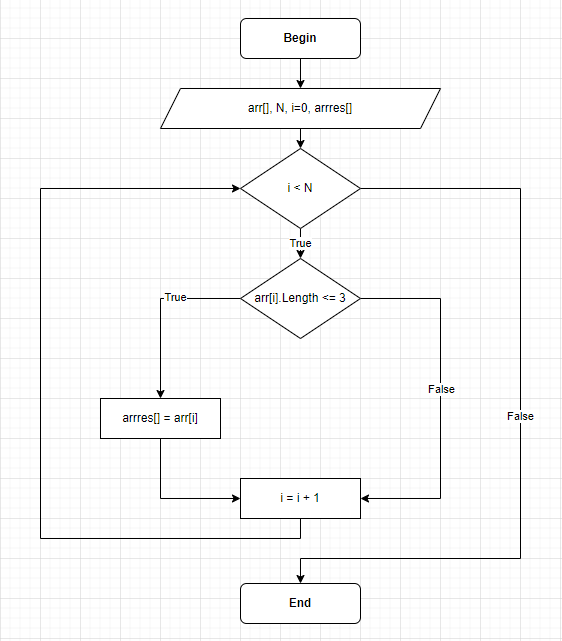 Begin
arr[], N, i=0, arrres[]
i < N
True
arr[i].Length <= 3
True
False
False
arrres[] = arr[i]
i = i + 1
End